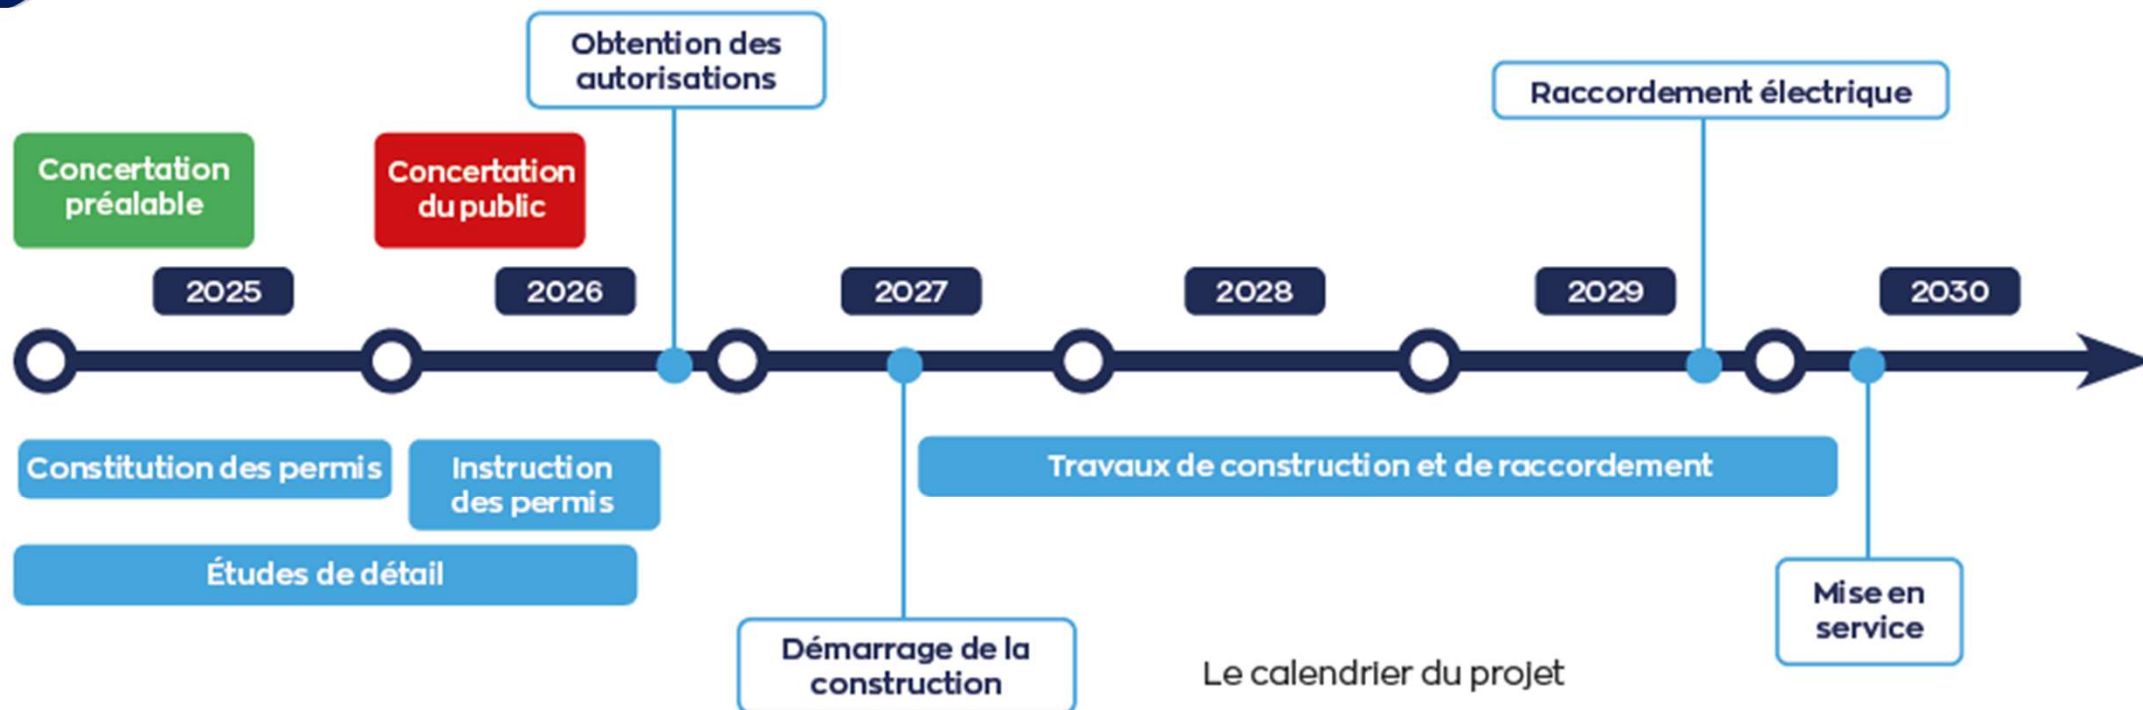 Obtention des
autorisations
Raccordement électrique
Concertation
préalable
Concertation
du public
2025
2026
2027
2028
2029
2030
Constitution des permis
Instruction
des permis
Travaux de construction et de raccordement
Études de détail
Démarrage de la
construction
Mise en
service
Le calendrier du projet